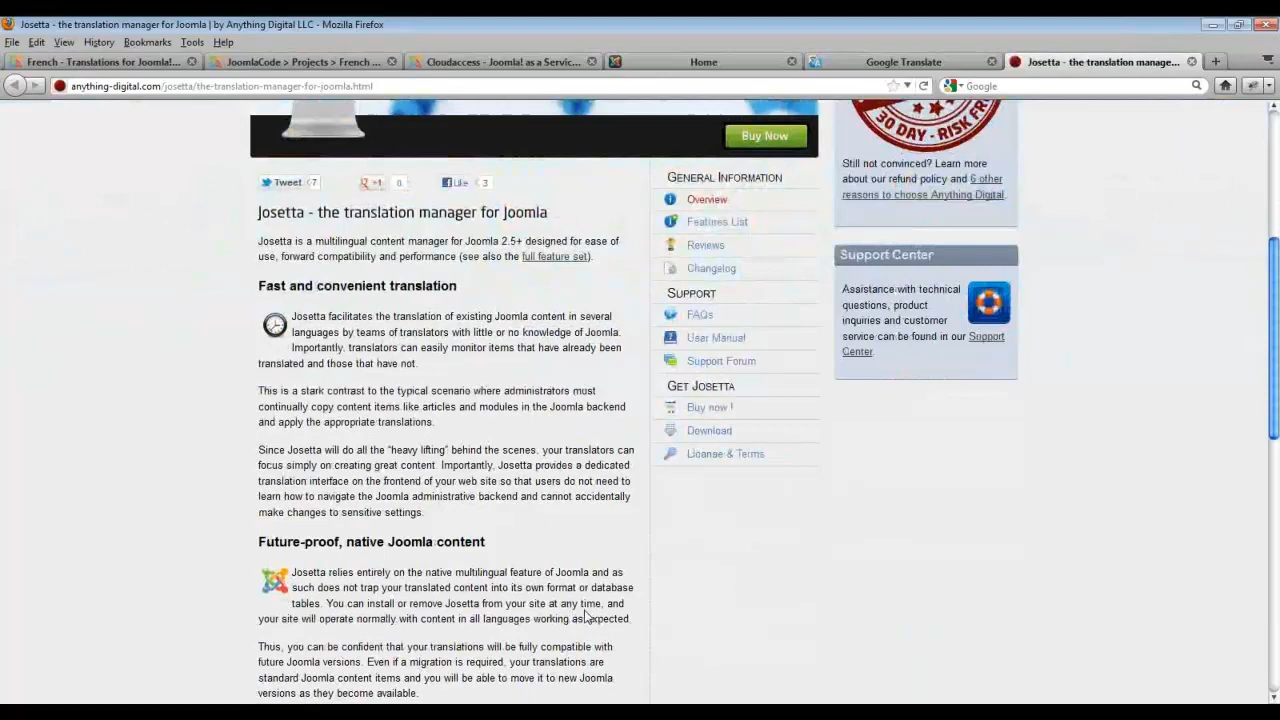 Josetta - the translation manager for Joomla | by Anything Digital LLC - Mozilla Firefox
File Edit View History Bookmarks Tools Help
French - Translations for Joomla!...
JoomlaCode > Projects > French ...
Cloudaccess - Joomla! as a Servic...
Home
Google Translate
Josetta - the translation manage...
anything-digital.com/josetta/the-translation-manager-for-joomla.html
Google
Buy Now
30 DAY - RISK FR
Tweet 7
+1 0
Like 3
Josetta - the translation manager for Joomla
Josetta is a multilingual content manager for Joomla 2.5+ designed for ease of
use, forward compatibility and performance (see also the full feature set).
Fast and convenient translation
Josetta facilitates the translation of existing Joomla content in several
languages by teams of translators with little or no knowledge of Joomla.
Importantly, translators can easily monitor items that have already been
translated and those that have not.
This is a stark contrast to the typical scenario where administrators must
continually copy content items like articles and modules in the Joomla backend
and apply the appropriate translations.
Since Josetta will do all the "heavy lifting" behind the scenes, your translators can
focus simply on creating great content. Importantly, Josetta provides a dedicated
translation interface on the frontend of your web site so that users do not need to
learn how to navigate the Joomla administrative backend and cannot accidentally
make changes to sensitive settings.
Future-proof, native Joomla content
Josetta relies entirely on the native multilingual feature of Joomla and as
such does not trap your translated content into its own format or database
tables. You can install or remove Josetta from your site at any time, and
your site will operate normally with content in all languages working as expected.
Thus, you can be confident that your translations will be fully compatible with
future Joomla versions. Even if a migration is required, your translations are
standard Joomla content items and you will be able to move it to new Joomla
versions as they become available.
GENERAL INFORMATION
Overview
Features List
Reviews
Changelog
SUPPORT
FAQs
User Manual
Support Forum
GET JOSETTA
Buy now !
Download
License & Terms
Still not convinced? Learn more
about our refund policy and 6 other
reasons to choose Anything Digital.
Support Center
Assistance with technical
questions, product
inquiries and customer
service can be found in our Support
Center.